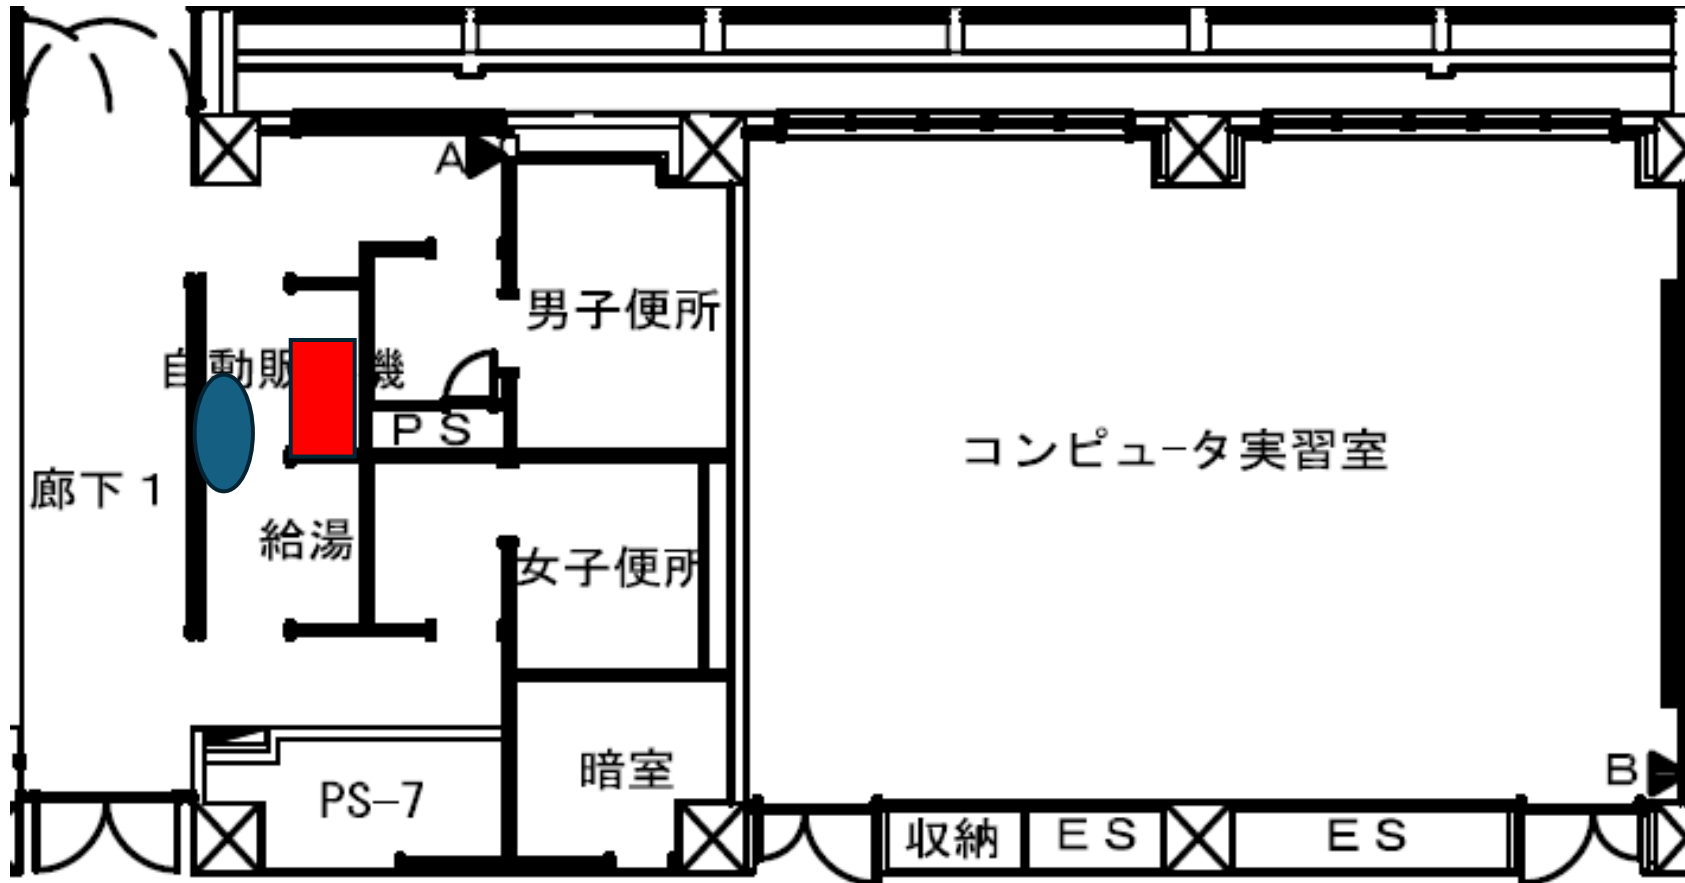 A
男子便所
自動販 機
PS
コンピュータ実習室
廊下1
給湯
女子便所
暗室
PS-7
B
収納
ES
ES